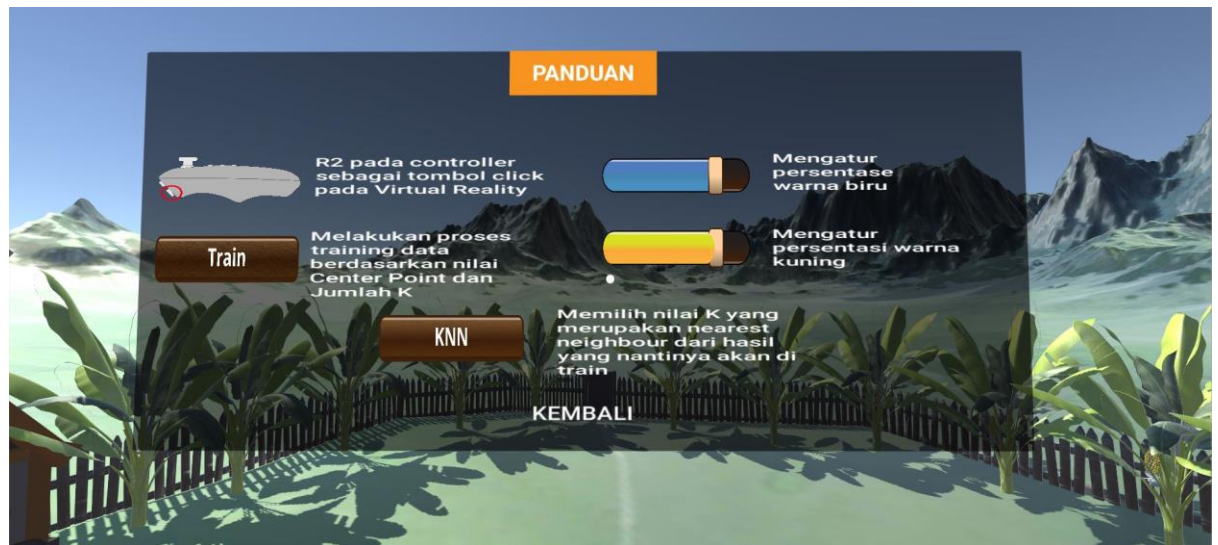 PANDUAN
R2 pada controller
sebagai tombol click
pada Virtual Reality
Mengatur
persentase
warna biru
Train
Melakukan proses
training data
berdasarkan nilai
Center Point dan
Jumlah K
Mengatur
persentasi warna
kuning
KNN
Memilih nilai K yang
merupakan nearest
neighbour dari hasil
yang nantinya akan di
train
KEMBALI